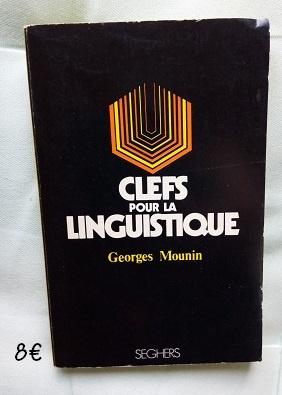 CLEFS
POUR LA
LINGUISTIQUE
Georges Mounin
8€
SEGHERS